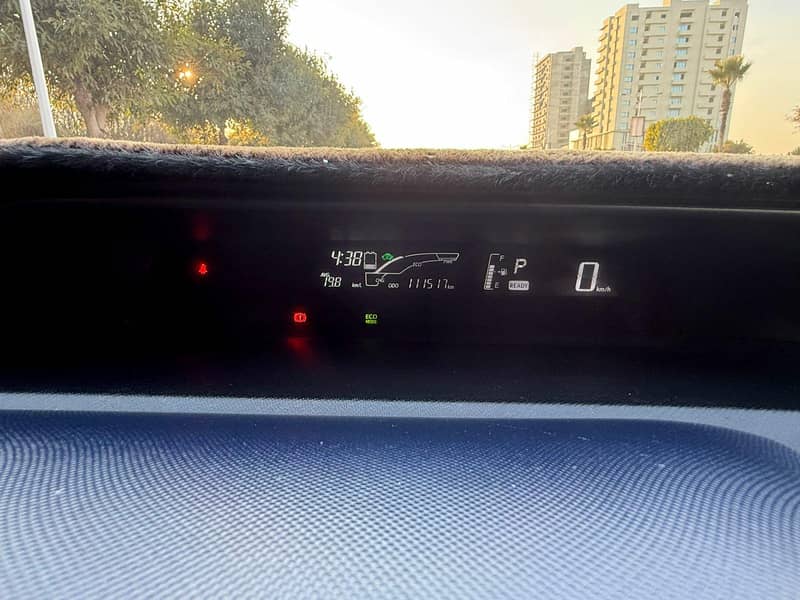 4:38
ECO PWR
AVG
19.8 km/L CHG ODO 111517 km
F
E
P
READY
0 km/h
ECO
MODE